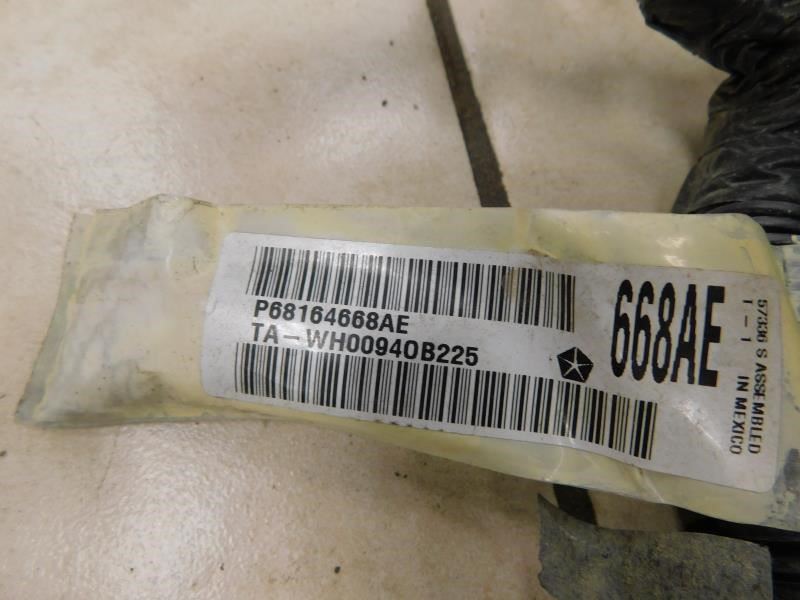 P68164668AE
TA-WH00940B225
668AE
57336 S ASSEMBLED
T-1 IN MEXICO